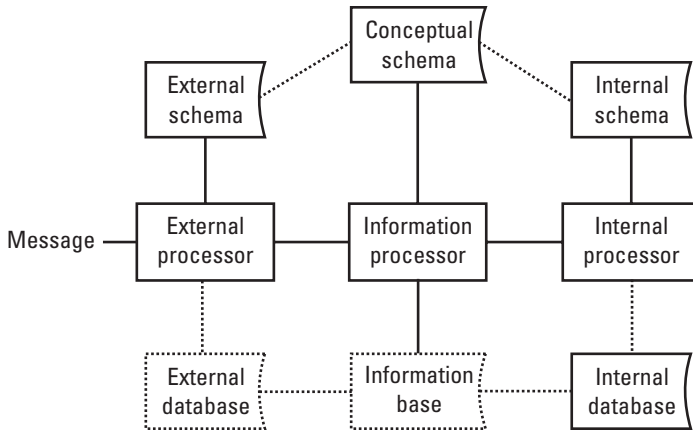 Conceptual
schema
External
schema
Internal
schema
Message
External
processor
Information
processor
Internal
processor
External
database
Information
base
Internal
database